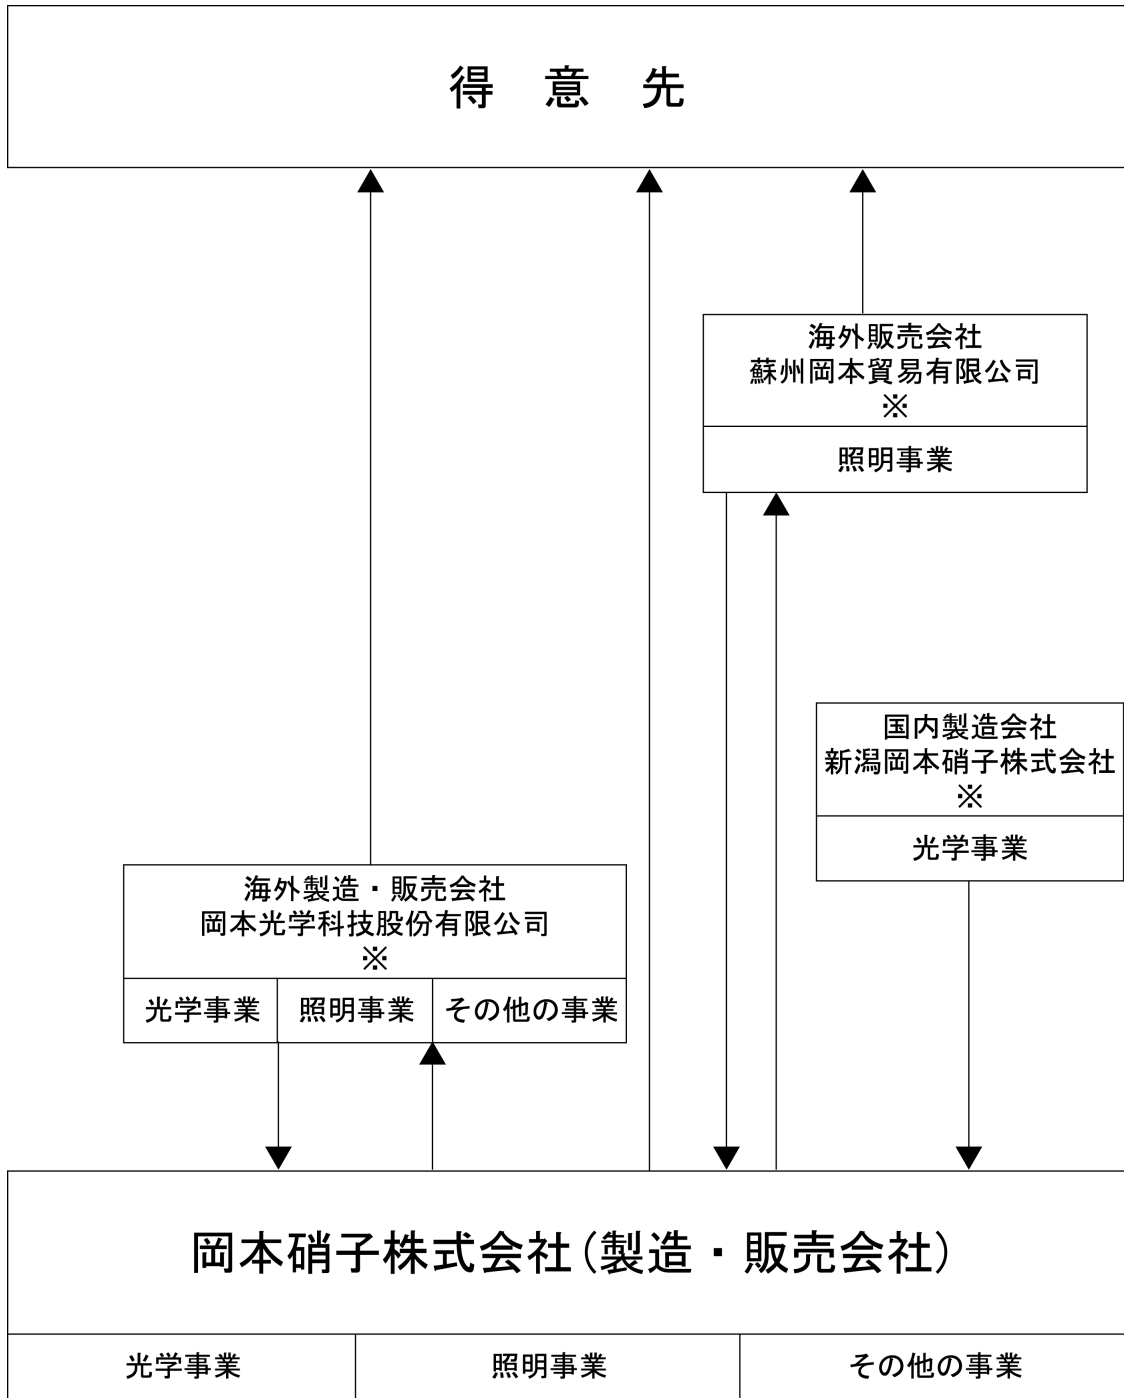 得　意　先
海外販売会社
蘇州岡本貿易有限公司
※
照明事業
国内製造会社
新潟岡本硝子株式会社
※
光学事業
海外製造・販売会社
岡本光学科技股份有限公司
※
光学事業
照明事業
その他の事業
岡本硝子株式会社(製造・販売会社)
光学事業
照明事業
その他の事業